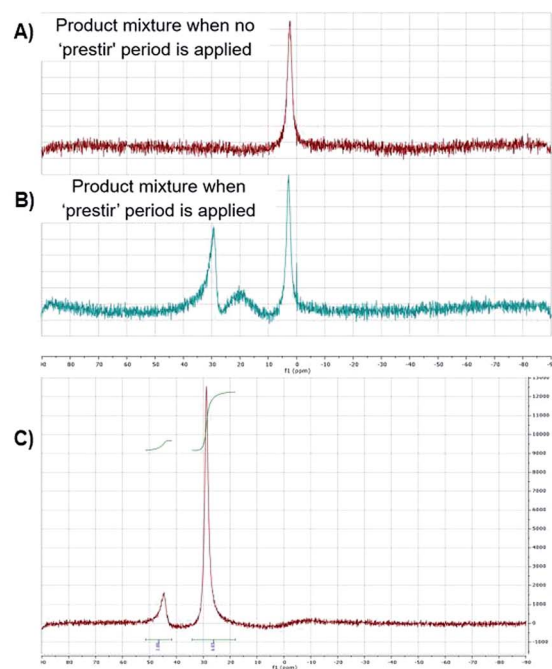 A)
Product mixture when no
'prestir' period is applied
B)
Product mixture when
'prestir' period is applied
80 70 60 50 40 30 20 10 0 -10 -20 -30 -40 -50 -60 -70 -80
f1 (ppm)
C)
13000
12000
11000
10000
9000
8000
7000
6000
5000
4000
3000
2000
1000
0
-1000
80 70 60 50 40 30 20 10 0 -10 -20 -30 -40 -50 -60 -70 -80 -90
f1 (ppm)